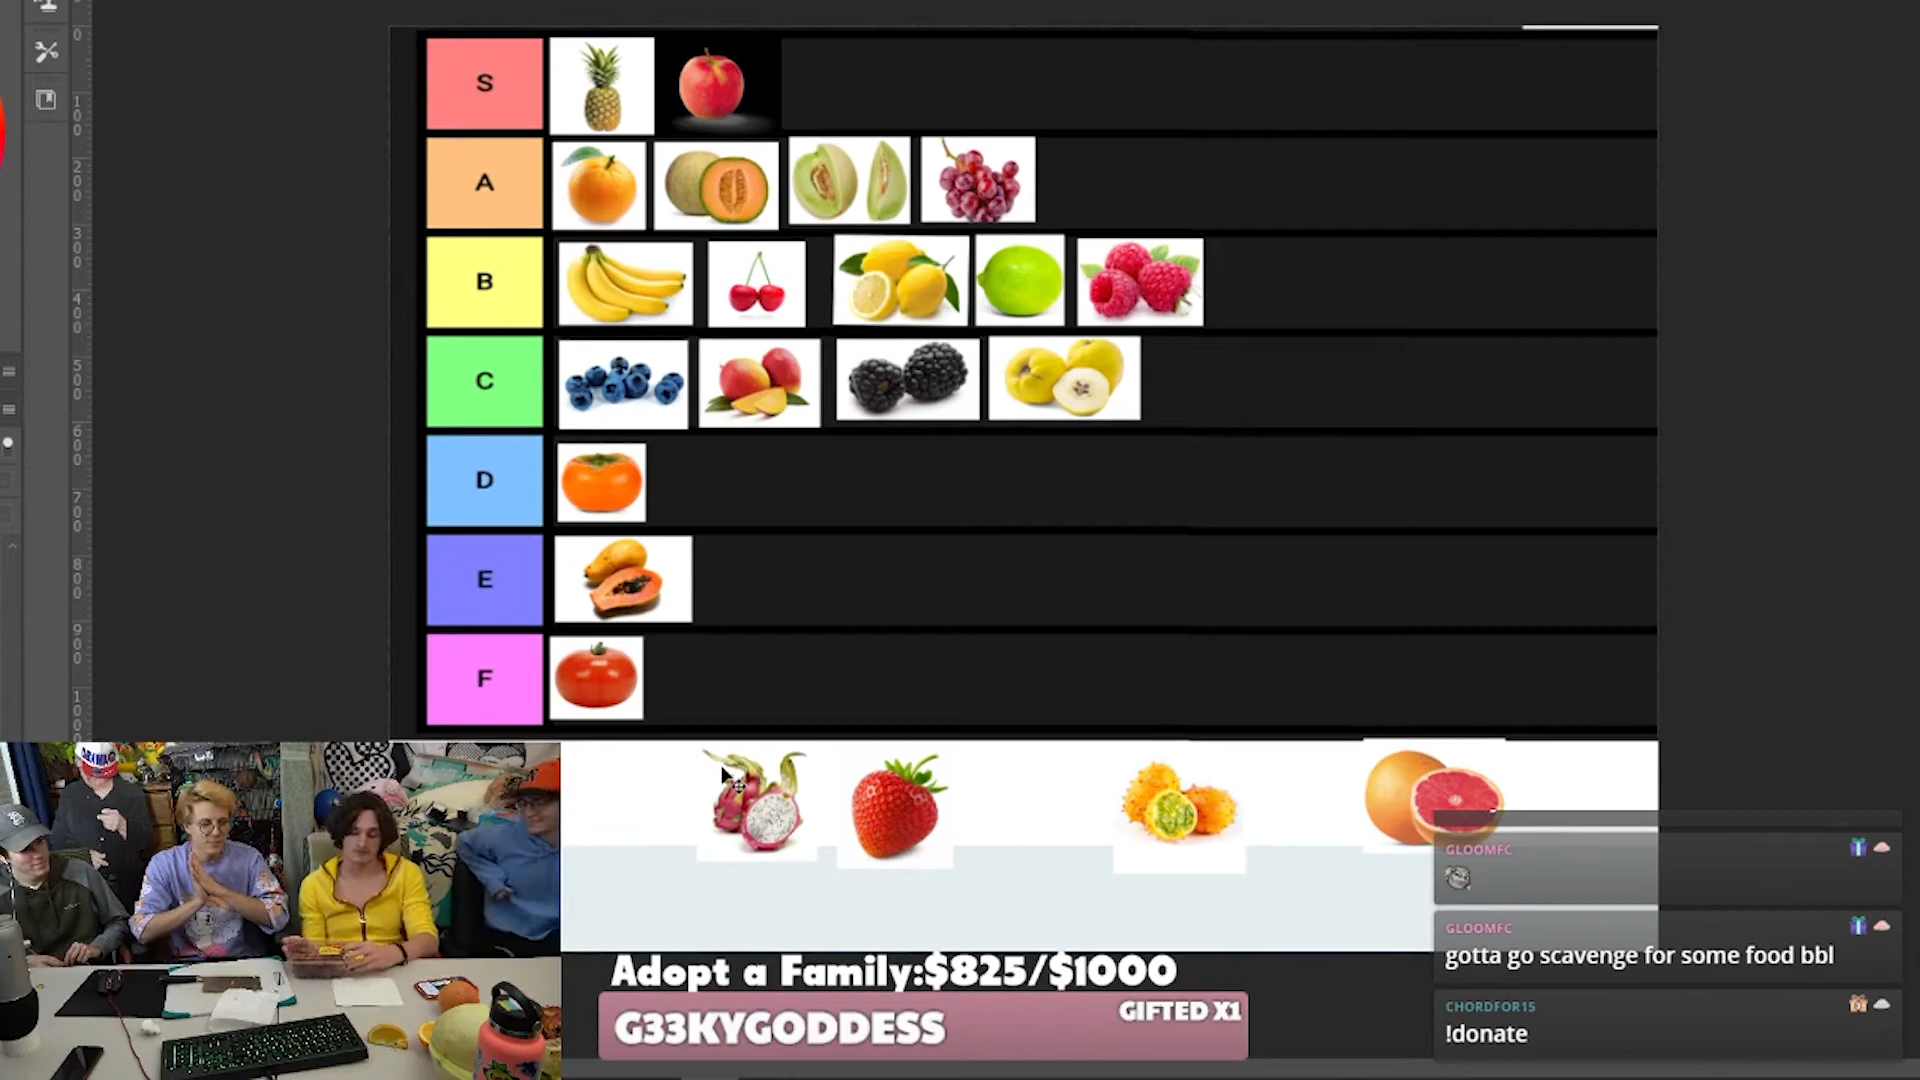 S
A
B
C
D
E
F
Adopt a Family:$825/$1000
G33KYGODDESS
GIFTED X1
GLOOMFC
GLOOMFC
gotta go scavenge for some food bbl
CHORDFOR15
!donate